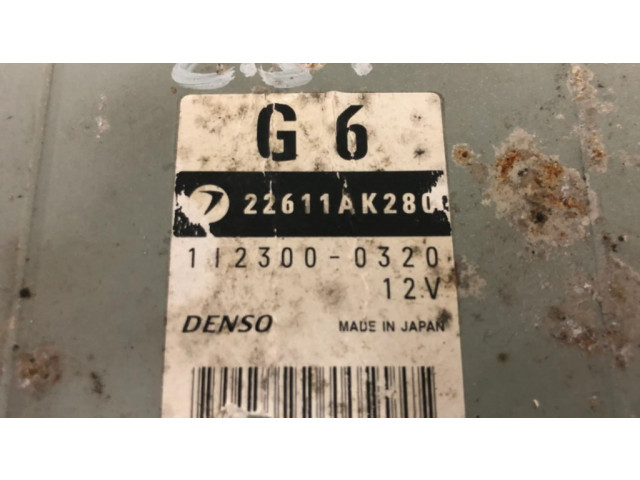 G 6
22611AK280
112300-0320
12V
DENSO MADE IN JAPAN